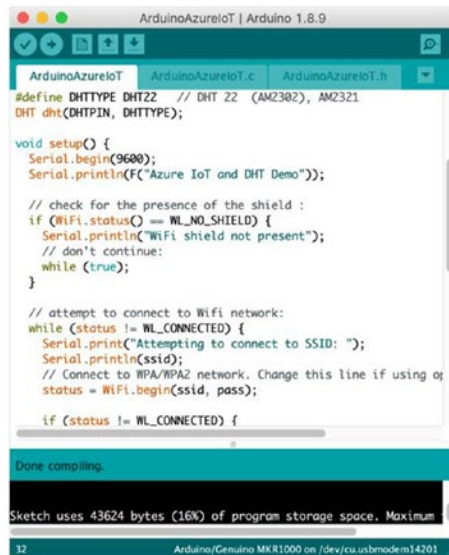 ArduinoAzureIoT | Arduino 1.8.9
ArduinoAzureIoT ArduinoAzureIoT.c ArduinoAzureIoT.h
#define DHTTYPE DHT22 // DHT 22 (AM2302), AM2321
DHT dht(DHTPIN, DHTTYPE);
void setup() {
Serial.begin(9600);
Serial.println(F("Azure IoT and DHT Demo"));
// check for the presence of the shield :
if (WiFi.status() == WL_NO_SHIELD) {
Serial.println("WiFi shield not present");
// don't continue:
while (true);
}
// attempt to connect to Wifi network:
while (status != WL_CONNECTED) {
Serial.print("Attempting to connect to SSID: ");
Serial.println(ssid);
// Connect to WPA/WPA2 network. Change this line if using op
status = WiFi.begin(ssid, pass);
if (status != WL_CONNECTED) {
Done compiling.
Sketch uses 43624 bytes (16%) of program storage space. Maximum
32 Arduino/Genuino MKR1000 on /dev/cu.usbmodem14201